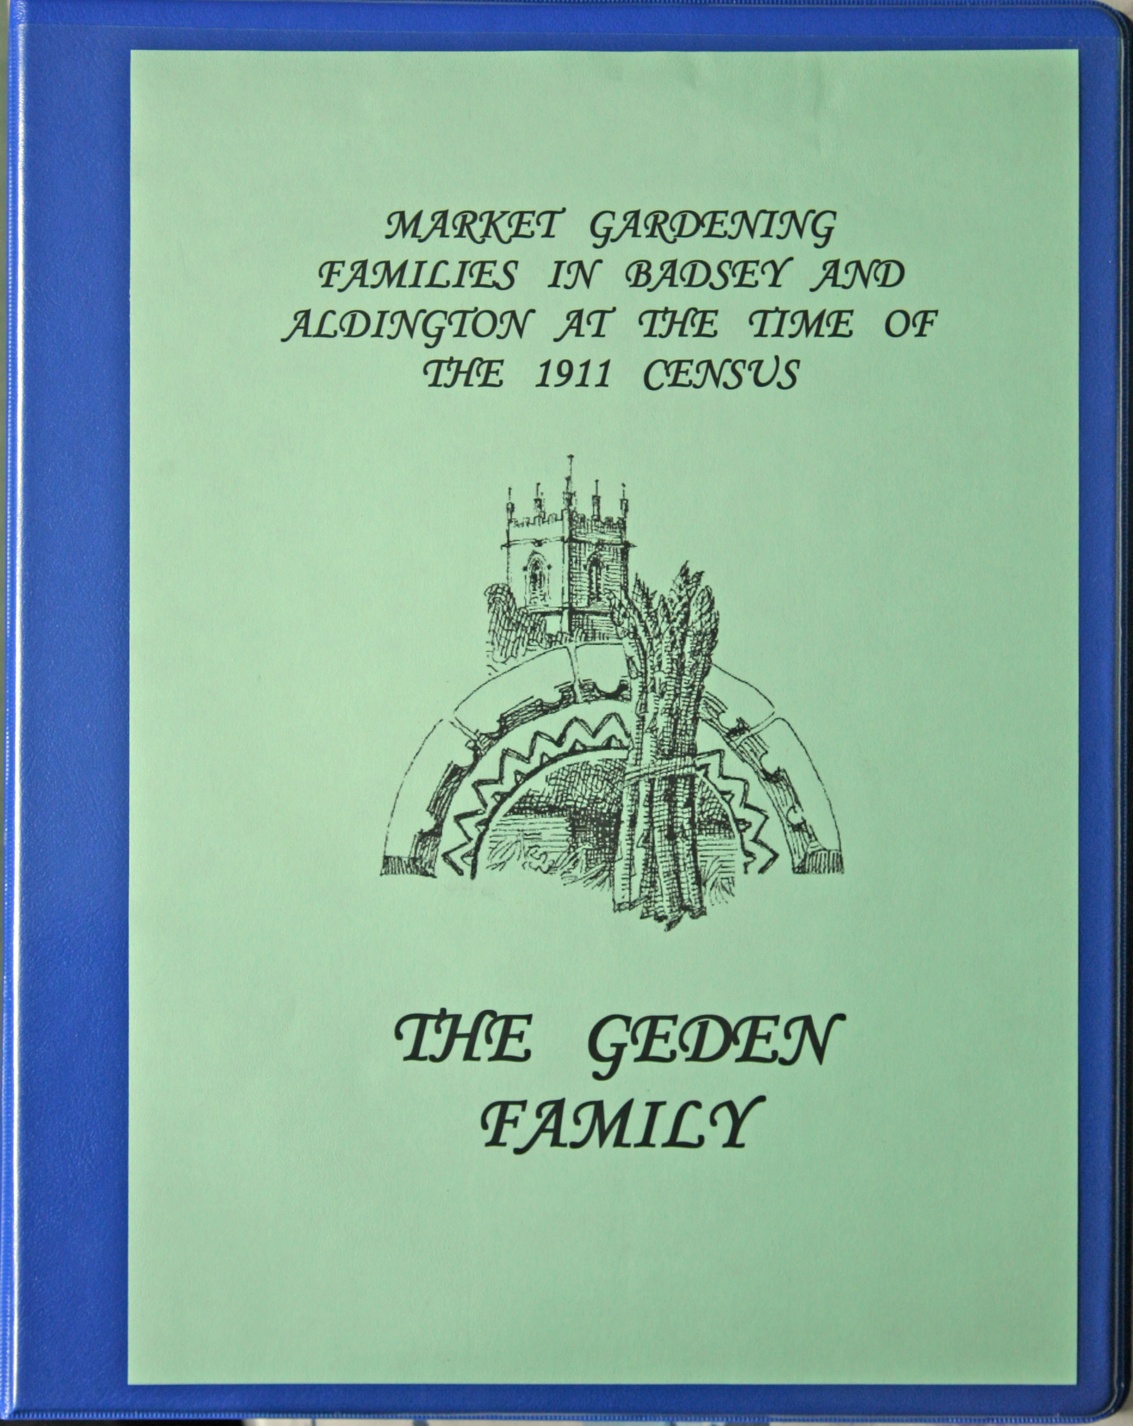 MARKET GARDENING
FAMILIES IN BADSEY AND
ALDINGTON AT THE TIME OF
THE 1911 CENSUS
THE GEDEN
FAMILY